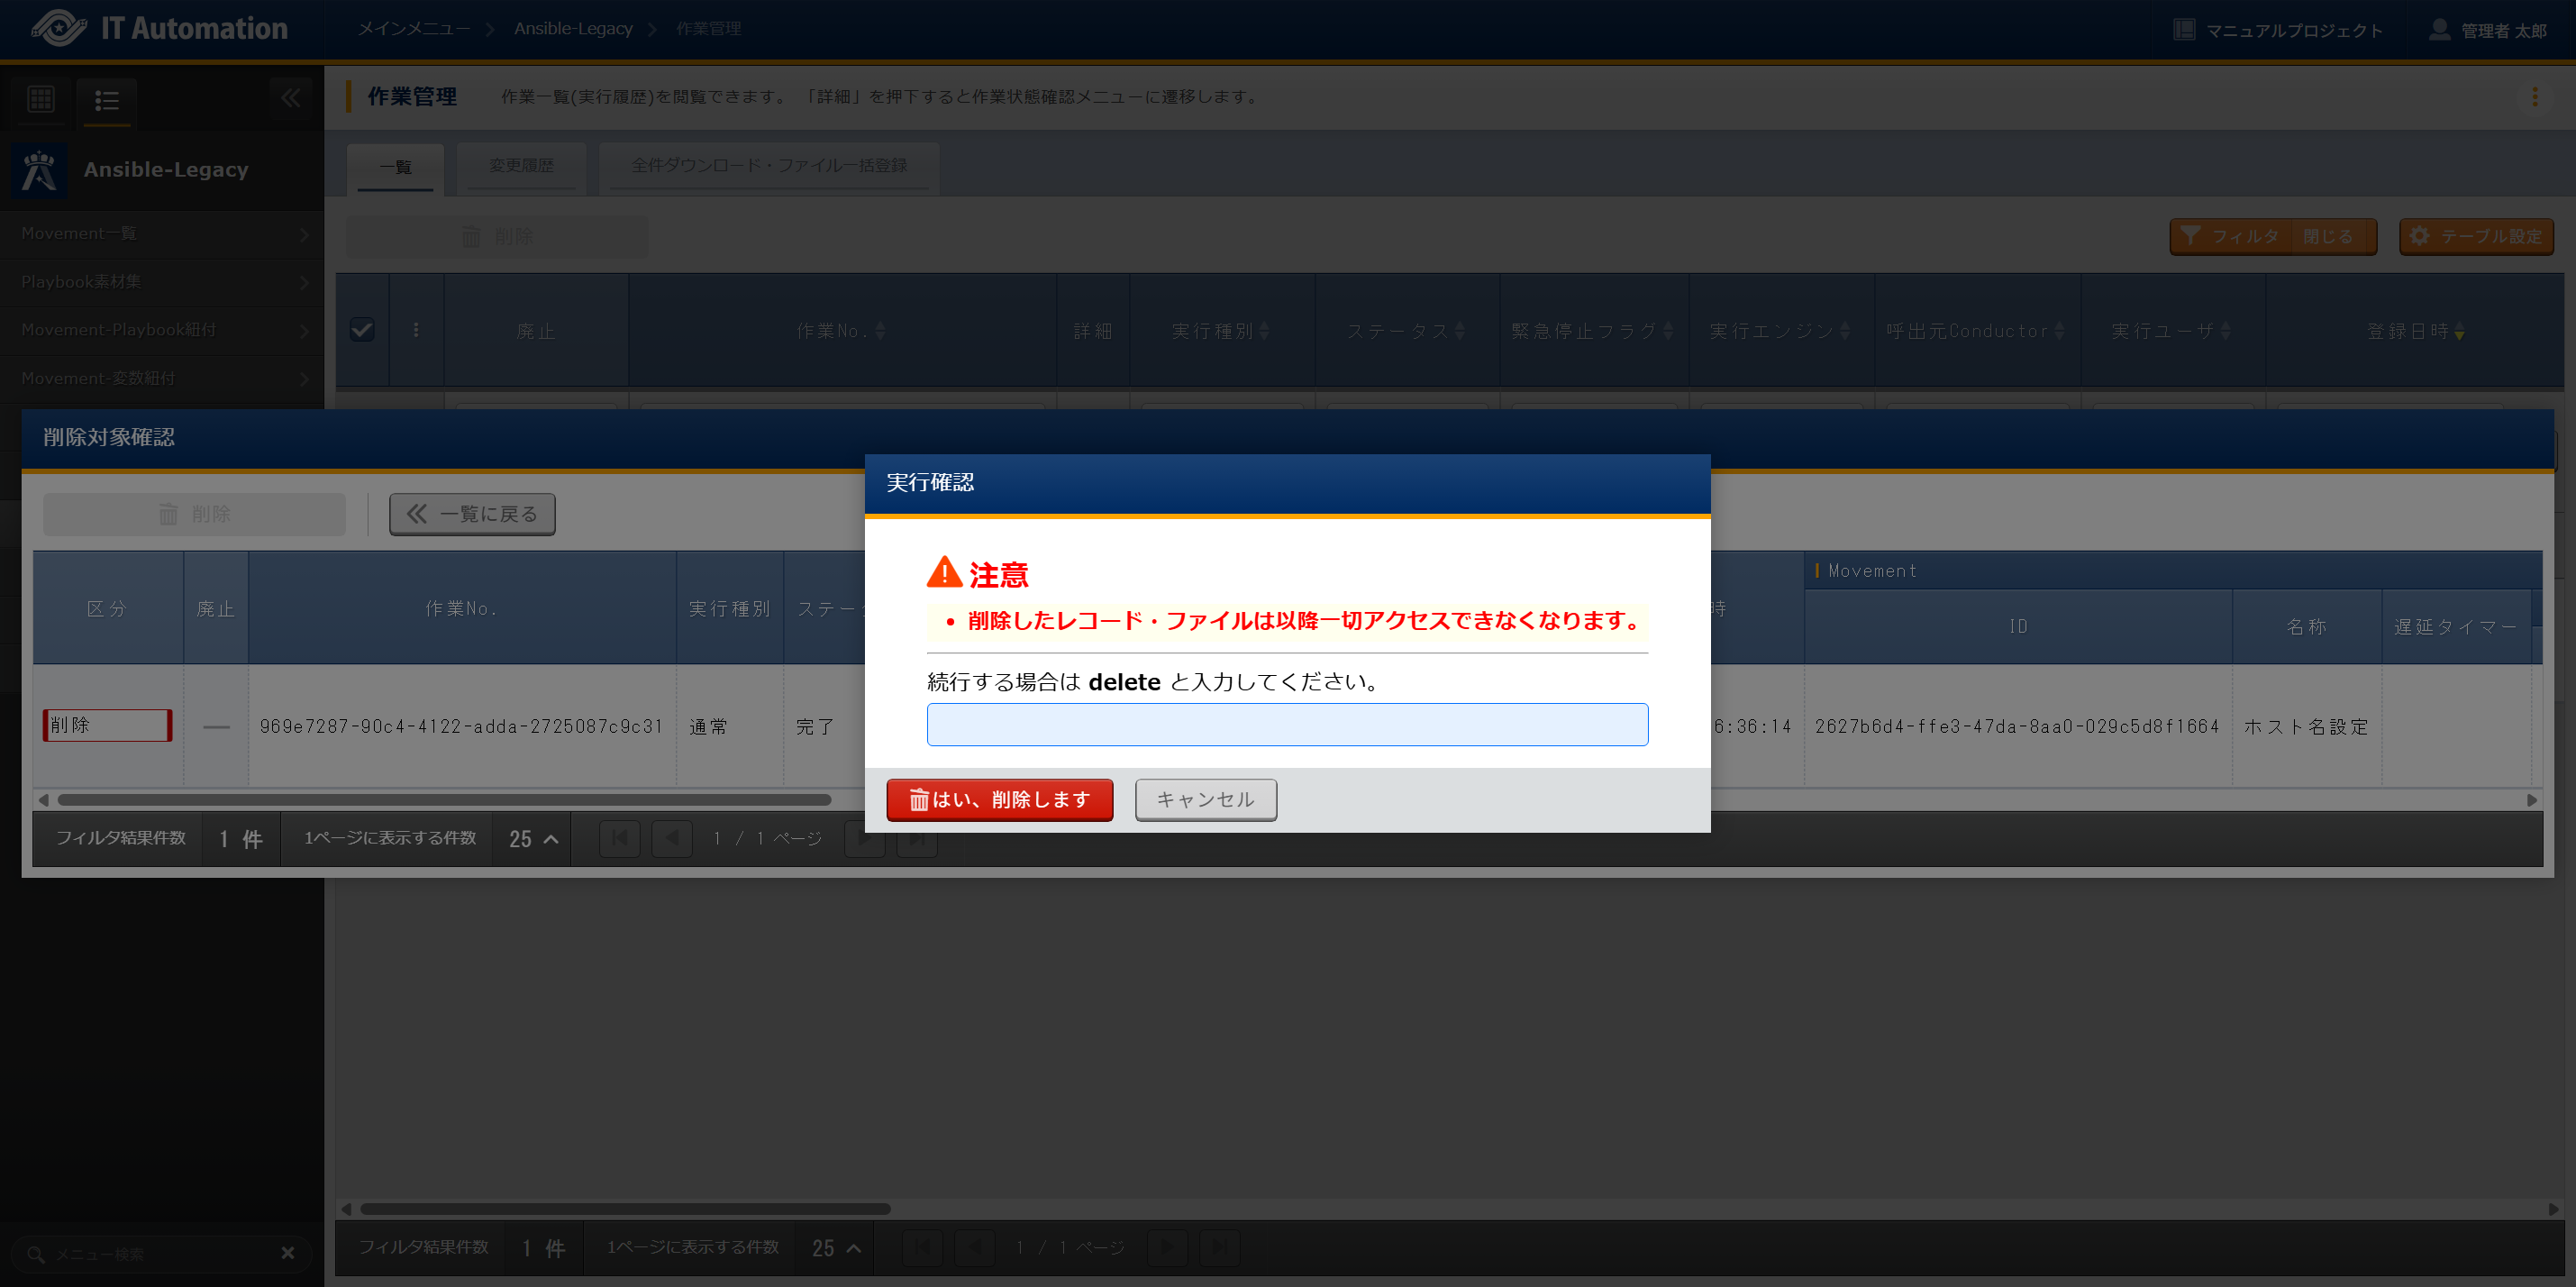 IT Automation
メインメニュー Ansible-Legacy 作業管理
マニュアルプロジェクト 管理者 太郎
作業管理 作業一覧(実行履歴)を閲覧できます。 「詳細」を押下すると作業状態確認メニューに遷移します。
Ansible-Legacy
一覧 変更履歴 全件ダウンロード・ファイル一括登録
Movement一覧
Playbook素材集
Movement-Playbook紐付
Movement-変数紐付
削除 フィルタ 閉じる テーブル設定
廃止 作業No. 詳細 実行種別 ステータス 緊急停止フラグ 実行エンジン 呼出元Conductor 実行ユーザ 登録日時
削除対象確認
削除 一覧に戻る
区分 廃止 作業No. 実行種別 ステー 時
Movement
ID 名称 遅延タイマー
削除 — 969e7287-90c4-4122-adda-2725087c9c31 通常 完了 6:36:14 2627b6d4-ffe3-47da-8aa0-029c5d8f1664 ホスト名設定
フィルタ結果件数 1 件 1ページに表示する件数 25 1 / 1 ページ
実行確認
注意
• 削除したレコード・ファイルは以降一切アクセスできなくなります。
続行する場合は delete と入力してください。
はい、削除します キャンセル
メニュー検索
フィルタ結果件数 1 件 1ページに表示する件数 25 1 / 1 ページ